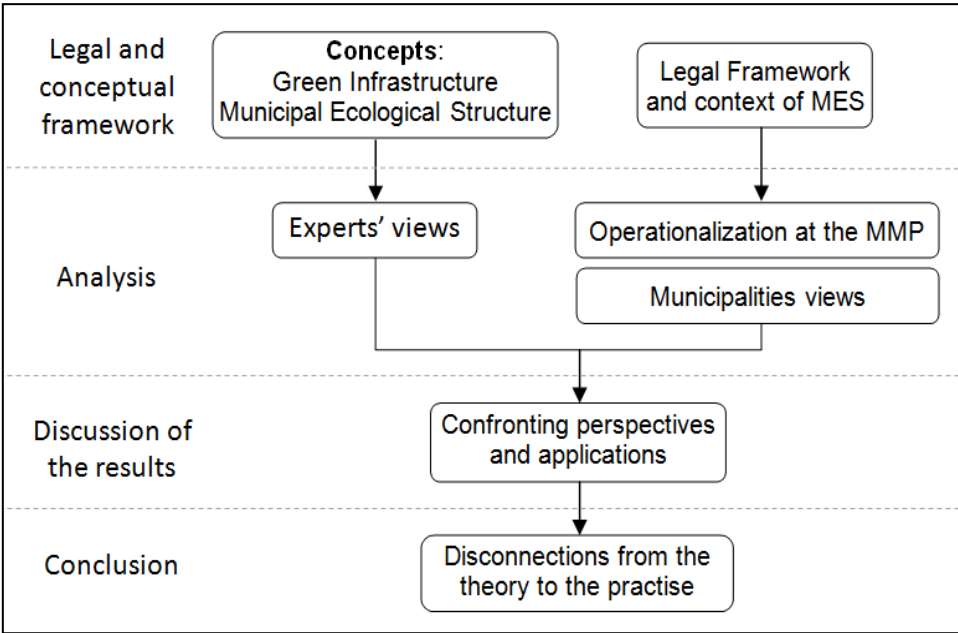 Legal and
conceptual
framework
Concepts:
Green Infrastructure
Municipal Ecological Structure
Legal Framework
and context of MES
Analysis
Experts' views
Operationalization at the MMP
Municipalities views
Discussion of
the results
Confronting perspectives
and applications
Conclusion
Disconnections from the
theory to the practise